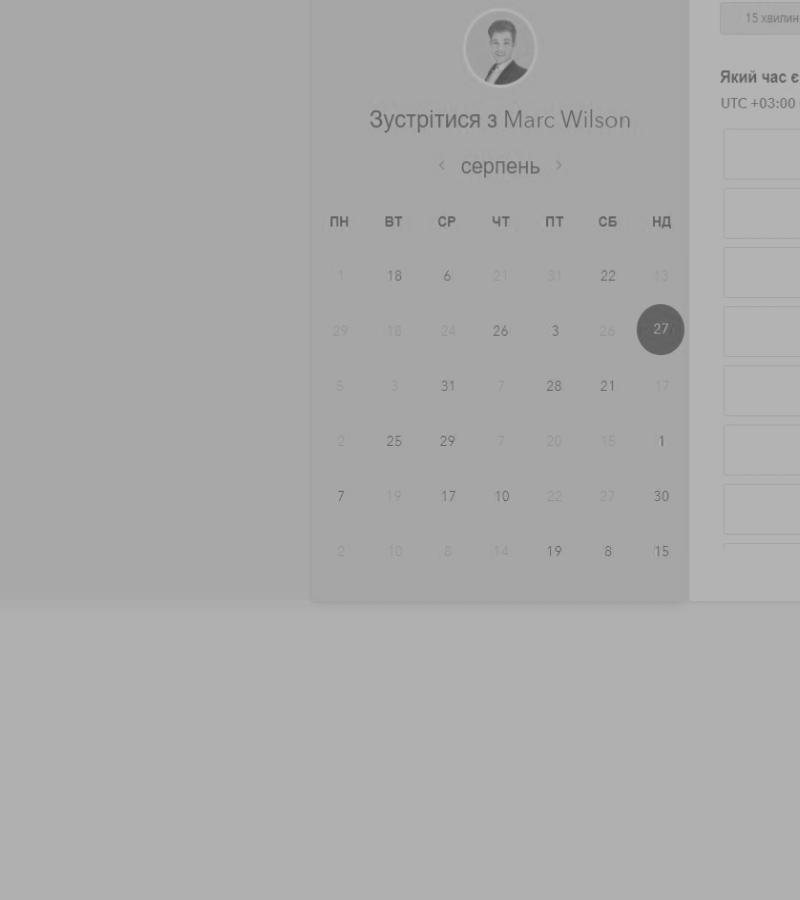 15 хвилин
Який час є
UTC +03:00
Зустрітися з Marc Wilson
серпень
ПН ВТ СР ЧТ ПТ СБ НД
1 18 6 21 31 22 13
29 18 24 26 3 26 27
5 3 31 7 28 21 17
2 25 29 7 20 15 1
7 19 17 10 22 27 30
2 10 8 14 19 8 15